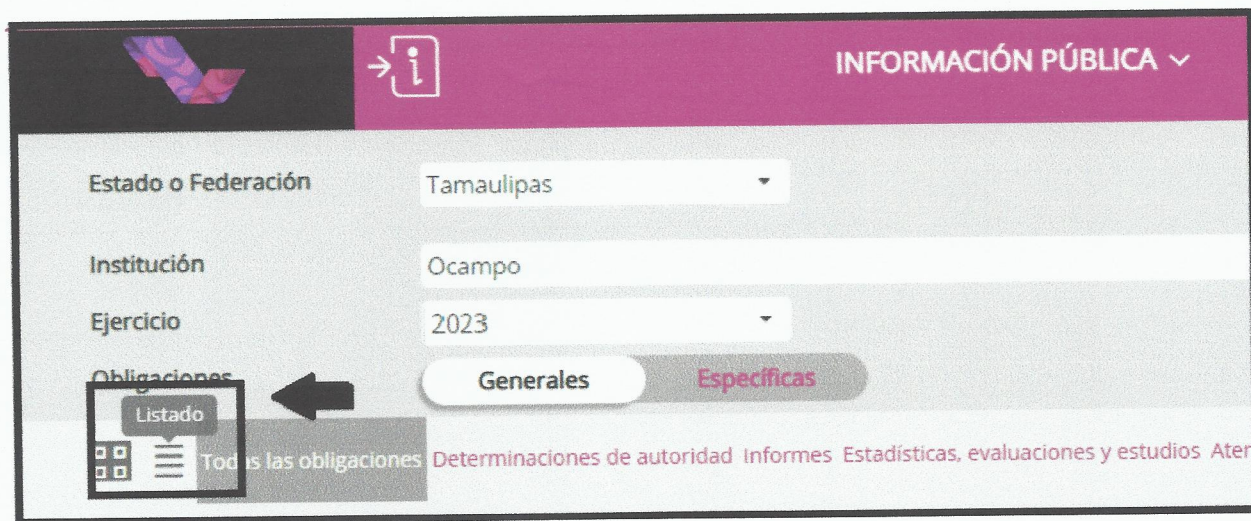 INFORMACIÓN PÚBLICA
Estado o Federación Tamaulipas
Institución Ocampo
Ejercicio 2023
Obligaciones Generales Específicas
Listado
Todas las obligaciones Determinaciones de autoridad Informes Estadísticas, evaluaciones y estudios Aten